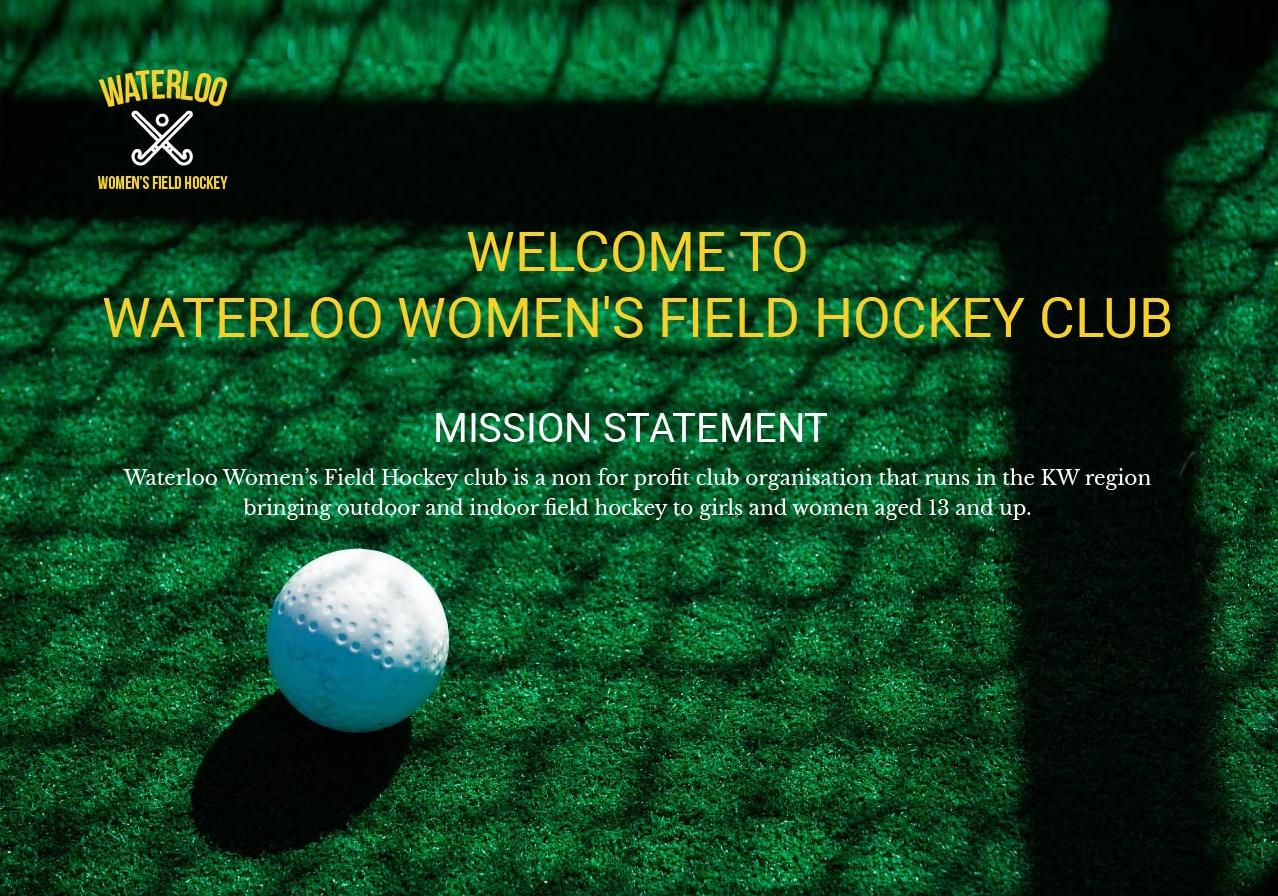 WATERLOO
WOMEN'S FIELD HOCKEY
WELCOME TO
WATERLOO WOMEN'S FIELD HOCKEY CLUB
MISSION STATEMENT
Waterloo Women’s Field Hockey club is a non for profit club organisation that runs in the KW region
bringing outdoor and indoor field hockey to girls and women aged 13 and up.